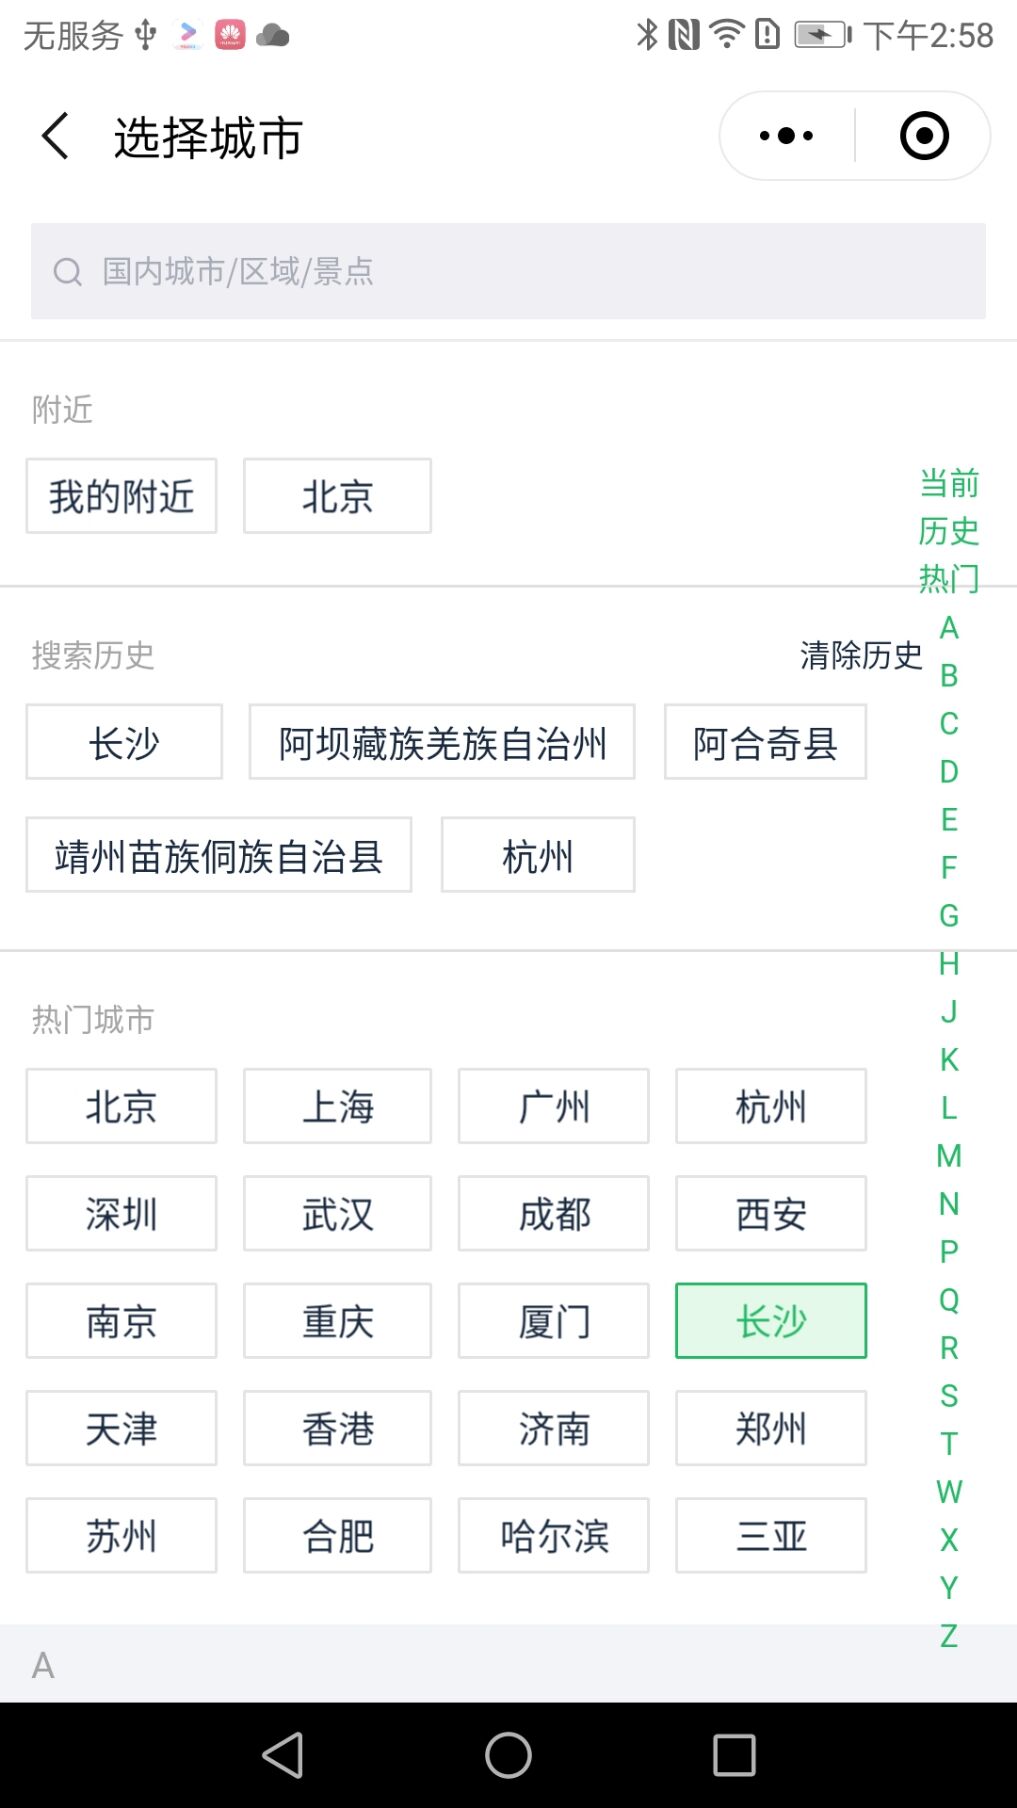 无服务 下午2:58
选择城市
国内城市/区域/景点
附近
我的附近 北京
当前
历史
热门
搜索历史 清除历史
长沙 阿坝藏族羌族自治州 阿合奇县
靖州苗族侗族自治县 杭州
热门城市
北京 上海 广州 杭州
深圳 武汉 成都 西安
南京 重庆 厦门 长沙
天津 香港 济南 郑州
苏州 合肥 哈尔滨 三亚
A
A
B
C
D
E
F
G
H
J
K
L
M
N
P
Q
R
S
T
W
X
Y
Z